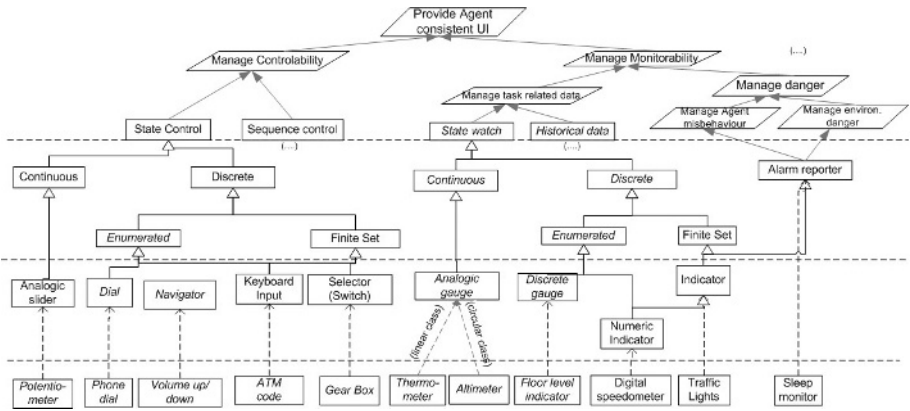 Provide Agent
consistent UI
Manage Controlability
Manage Monitorability
(....)
Manage task related data
Manage danger
Manage Agent
misbehaviour
Manage environ.
danger
State Control
Sequence control
State watch
Historical data
(....)
(....)
(....)
Continuous
Discrete
Continuous
Discrete
Alarm reporter
Enumerated
Finite Set
Enumerated
Finite Set
Analogic
slider
Dial
Navigator
Keyboard
Input
Selector
(Switch)
Analogic
gauge
Discrete
gauge
Indicator
(linear class)
(circular class)
Numeric
Indicator
Potentio-
meter
Phone
dial
Volume up/
down
ATM
code
Gear Box
Thermo-
meter
Altimeter
Floor level
indicator
Digital
speedometer
Traffic
Lights
Sleep
monitor